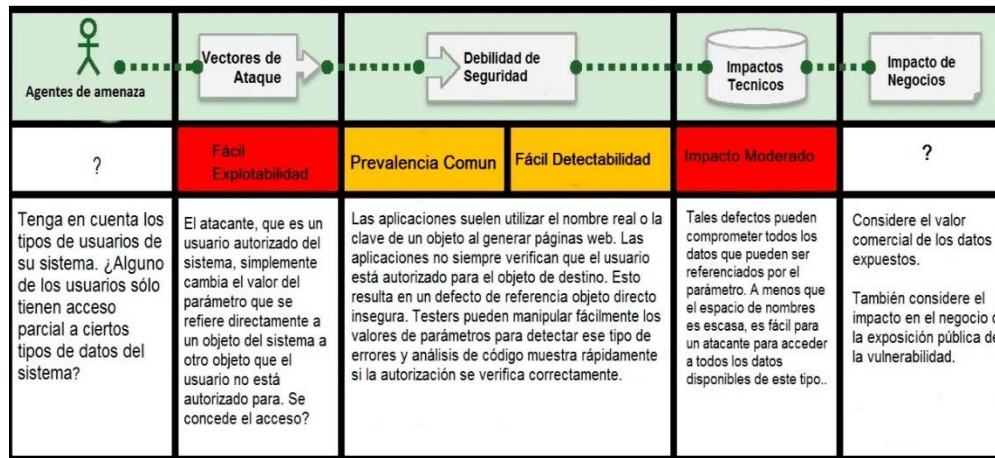 Agentes de amenaza
Vectores de
Ataque
Debilidad de
Seguridad
Impactos
Tecnicos
Impacto de
Negocios
?
Fácil
Explotabilidad
Prevalencia Comun
Fácil Detectabilidad
Impacto Moderado
?
Tenga en cuenta los
tipos de usuarios de
su sistema. ¿Alguno
de los usuarios sólo
tienen acceso
parcial a ciertos
tipos de datos del
sistema?
El atacante, que es un
usuario autorizado del
sistema, simplemente
cambia el valor del
parámetro que se
refiere directamente a
un objeto del sistema a
otro objeto que el
usuario no está
autorizado para. Se
concede el acceso?
Las aplicaciones suelen utilizar el nombre real o la
clave de un objeto al generar páginas web. Las
aplicaciones no siempre verifican que el usuario
está autorizado para el objeto de destino. Esto
resulta en un defecto de referencia objeto directo
insegura. Testers pueden manipular fácilmente los
valores de parámetros para detectar ese tipo de
errores y análisis de código muestra rápidamente
si la autorización se verifica correctamente.
Tales defectos pueden
comprometer todos los
datos que pueden ser
referenciados por el
parámetro. A menos que
el espacio de nombres
es escasa, es fácil para
un atacante para acceder
a todos los datos
disponibles de este tipo..
Considere el valor
comercial de los datos
expuestos.
También considere el
impacto en el negocio
la exposición pública
la vulnerabilidad.